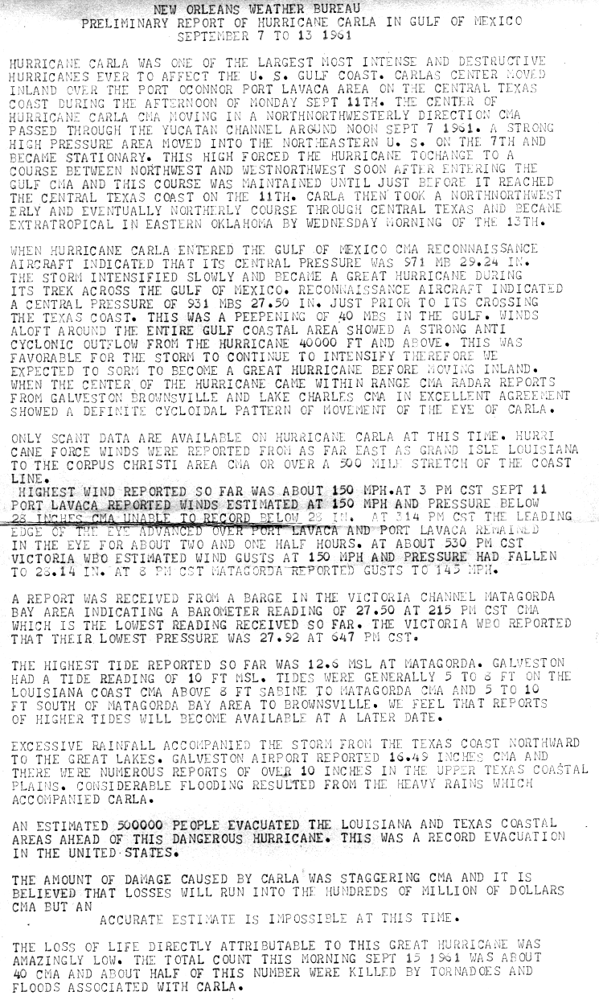 NEW ORLEANS WEATHER BUREAU
PRELIMINARY REPORT OF HURRICANE CARLA IN GULF OF MEXICO
SEPTEMBER 7 TO 13 1961
HURRICANE CARLA WAS ONE OF THE LARGEST MOST INTENSE AND DESTRUCTIVE
HURRICANES EVER TO AFFECT THE U. S. GULF COAST. CARLAS CENTER MOVED
INLAND OVER THE PORT OCONNOR PORT LAVACA AREA ON THE CENTRAL TEXAS
COAST DURING THE AFTERNOON OF MONDAY SEPT 11TH. THE CENTER OF
HURRICANE CARLA CMA MOVING IN A NORTHNORTHWESTERLY DIRECTION CMA
PASSED THROUGH THE YUCATAN CHANNEL AROUND NOON SEPT 7 1961. A STRONG
HIGH PRESSURE AREA MOVED INTO THE NORTHEASTERN U. S. ON THE 7TH AND
BECAME STATIONARY. THIS HIGH FORCED THE HURRICANE TOCHANGE TO A
COURSE BETWEEN NORTHWEST AND WESTNORTHWEST SOON AFTER ENTERING THE
GULF CMA AND THIS COURSE WAS MAINTAINED UNTIL JUST BEFORE IT REACHED
THE CENTRAL TEXAS COAST ON THE 11TH. CARLA THEN TOOK A NORTHNORTHWEST
ERLY AND EVENTUALLY NORTHERLY COURSE THROUGH CENTRAL TEXAS AND BECAME
EXTRATROPICAL IN EASTERN OKLAHOMA BY WEDNESDAY MORNING OF THE 13TH.
WHEN HURRICANE CARLA ENTERED THE GULF OF MEXICO CMA RECONNAISSANCE
AIRCRAFT INDICATED THAT ITS CENTRAL PRESSURE WAS 971 MB 29.24 IN.
THE STORM INTENSIFIED SLOWLY AND BECAME A GREAT HURRICANE DURING
ITS TREK ACROSS THE GULF OF MEXICO. RECONNAISSANCE AIRCRAFT INDICATED
A CENTRAL PRESSURE OF 931 MBS 27.50 IN. JUST PRIOR TO ITS CROSSING
THE TEXAS COAST. THIS WAS A PEEPENING OF 40 MBS IN THE GULF. WINDS
ALOFT AROUND THE ENTIRE GULF COASTAL AREA SHOWED A STRONG ANTI
CYCLONIC OUTFLOW FROM THE HURRICANE 40000 FT AND ABOVE. THIS WAS
FAVORABLE FOR THE STORM TO CONTINUE TO INTENSIFY THEREFORE WE
EXPECTED TO SORM TO BECOME A GREAT HURRICANE BEFORE MOVING INLAND.
WHEN THE CENTER OF THE HURRICANE CAME WITHIN RANGE CMA RADAR REPORTS
FROM GALVESTON BROWNSVILLE AND LAKE CHARLES CMA IN EXCELLENT AGREEMENT
SHOWED A DEFINITE CYCLOIDAL PATTERN OF MOVEMENT OF THE EYE OF CARLA.
ONLY SCANT DATA ARE AVAILABLE ON HURRICANE CARLA AT THIS TIME. HURRI
CANE FORCE WINDS WERE REPORTED FROM AS FAR EAST AS GRAND ISLE LOUISIANA
TO THE CORPUS CHRISTI AREA CMA OR OVER A 500 MILE STRETCH OF THE COAST
LINE.
HIGHEST WIND REPORTED SO FAR WAS ABOUT 150 MPH.AT 3 PM CST SEPT 11
PORT LAVACA REPORTED WINDS ESTIMATED AT 150 MPH AND PRESSURE BELOW
28 INCHES CMA UNABLE TO RECORD BELOW 28 IN. AT 314 PM CST THE LEADING
EDGE OF THE EYE ADVANCED OVER PORT LAVACA AND PORT LAVACA REMAINED
IN THE EYE FOR ABOUT TWO AND ONE HALF HOURS. AT ABOUT 530 PM CST
VICTORIA WBO ESTIMATED WIND GUSTS AT 150 MPH AND PRESSURE HAD FALLEN
TO 28.14 IN. AT 8 PM CST MATAGORDA REPORTED GUSTS TO 145 MPH.
A REPORT WAS RECEIVED FROM A BARGE IN THE VICTORIA CHANNEL MATAGORDA
BAY AREA INDICATING A BAROMETER READING OF 27.50 AT 215 PM CST CMA
WHICH IS THE LOWEST READING RECEIVED SO FAR. THE VICTORIA WBO REPORTED
THAT THEIR LOWEST PRESSURE WAS 27.92 AT 647 PM CST.
THE HIGHEST TIDE REPORTED SO FAR WAS 12.6 MSL AT MATAGORDA. GALVESTON
HAD A TIDE READING OF 10 FT MSL. TIDES WERE GENERALLY 5 TO 8 FT ON THE
LOUISIANA COAST CMA ABOVE 8 FT SABINE TO MATAGORDA CMA AND 5 TO 10
FT SOUTH OF MATAGORDA BAY AREA TO BROWNSVILLE. WE FEEL THAT REPORTS
OF HIGHER TIDES WILL BECOME AVAILABLE AT A LATER DATE.
EXCESSIVE RAINFALL ACCOMPANIED THE STORM FROM THE TEXAS COAST NORTHWARD
TO THE GREAT LAKES. GALVESTON AIRPORT REPORTED 16.49 INCHES CMA AND
THERE WERE NUMEROUS REPORTS OF OVER 10 INCHES IN THE UPPER TEXAS COASTAL
PLAINS. CONSIDERABLE FLOODING RESULTED FROM THE HEAVY RAINS WHICH
ACCOMPANIED CARLA.
AN ESTIMATED 500000 PEOPLE EVACUATED THE LOUISIANA AND TEXAS COASTAL
AREAS AHEAD OF THIS DANGEROUS HURRICANE. THIS WAS A RECORD EVACUATION
IN THE UNITED STATES.
THE AMOUNT OF DAMAGE CAUSED BY CARLA WAS STAGGERING CMA AND IT IS
BELIEVED THAT LOSSES WILL RUN INTO THE HUNDREDS OF MILLION OF DOLLARS
CMA BUT AN
ACCURATE ESTIMATE IS IMPOSSIBLE AT THIS TIME.
THE LOSS OF LIFE DIRECTLY ATTRIBUTABLE TO THIS GREAT HURRICANE WAS
AMAZINGLY LOW. THE TOTAL COUNT THIS MORNING SEPT 15 1961 WAS ABOUT
40 CMA AND ABOUT HALF OF THIS NUMBER WERE KILLED BY TORNADOES AND
FLOODS ASSOCIATED WITH CARLA.